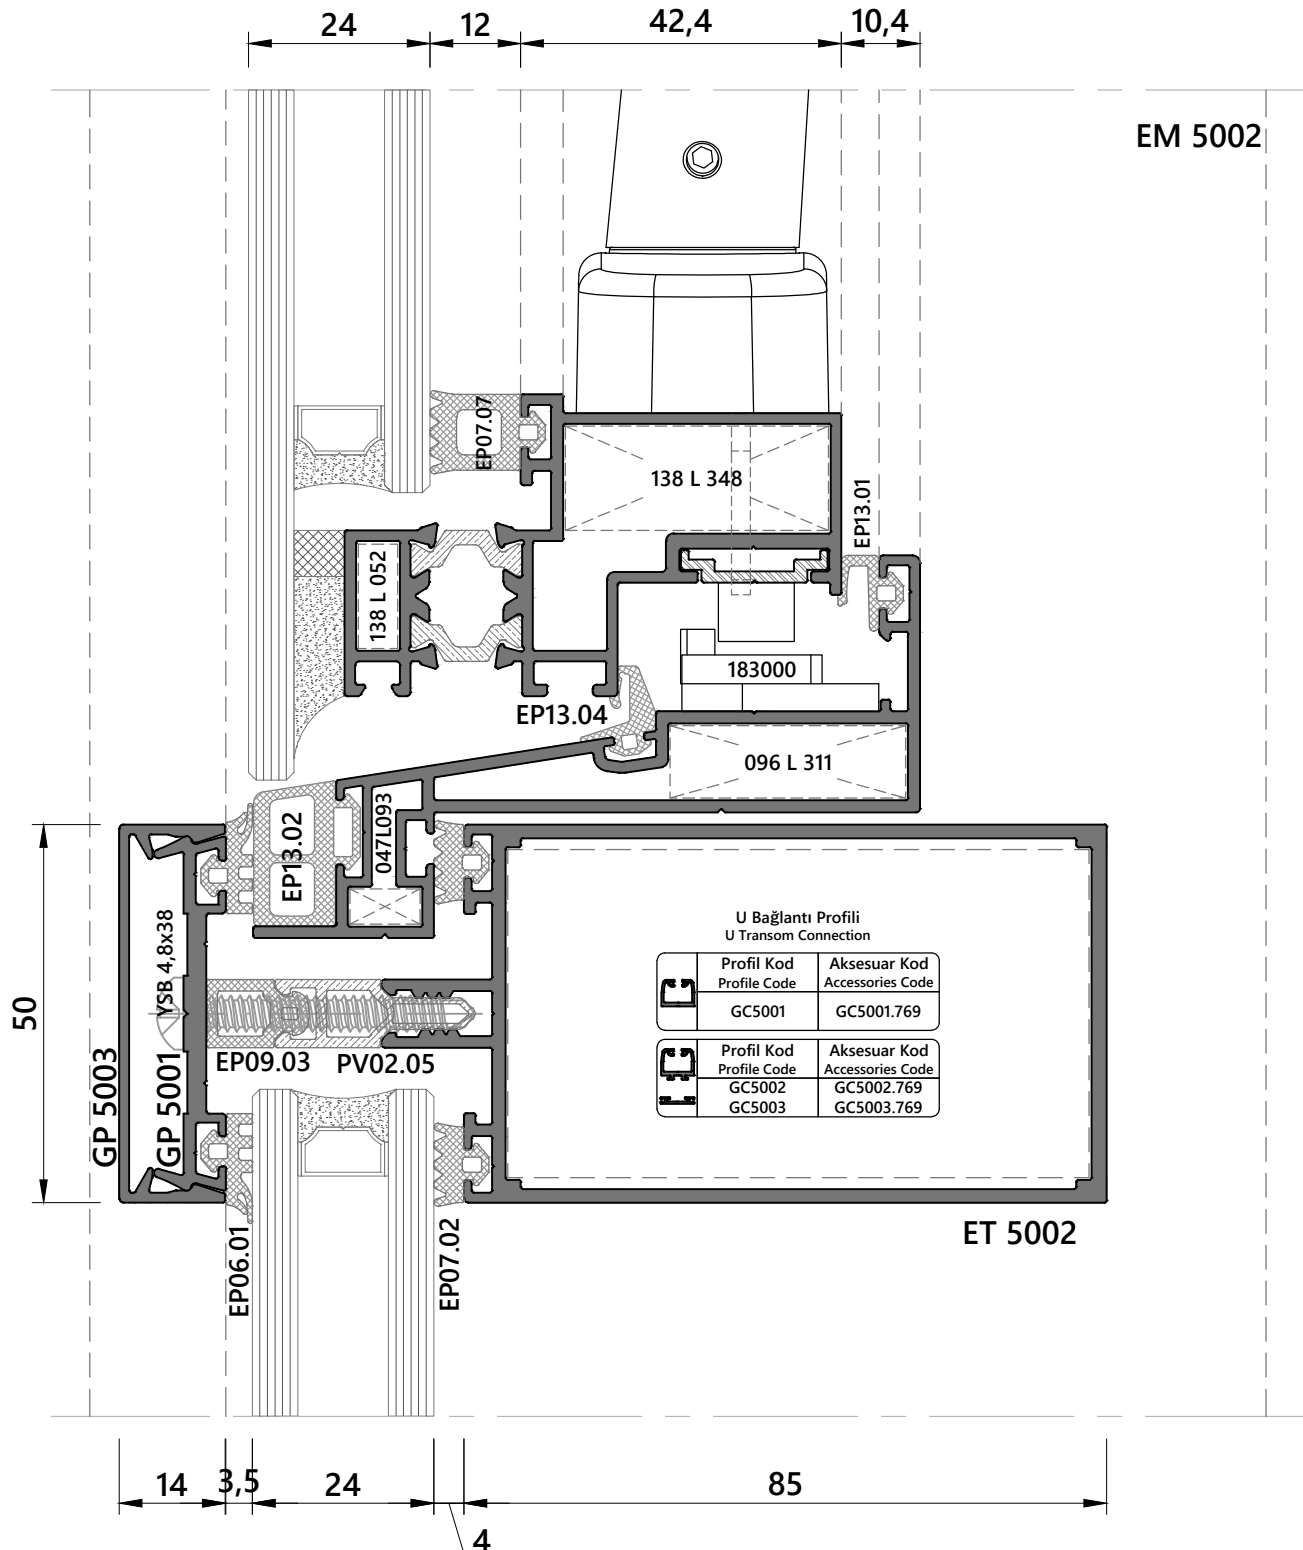 24
12
42,4
10,4
EM 5002
EP07.07
138 L 348
EP13.01
138 L 052
183000
EP13.04
096 L 311
047L093
EP13.02
YSB 4,8x38
U Bağlantı Profili
U Transom Connection
Profil Kod
Profile Code
Aksesuar Kod
Accessories Code
GC5001
GC5001.769
Profil Kod
Profile Code
Aksesuar Kod
Accessories Code
GC5002
GC5002.769
GC5003
GC5003.769
50
EP09.03
PV02.05
GP 5003
GP 5001
EP06.01
EP07.02
ET 5002
14
3,5
24
85
4